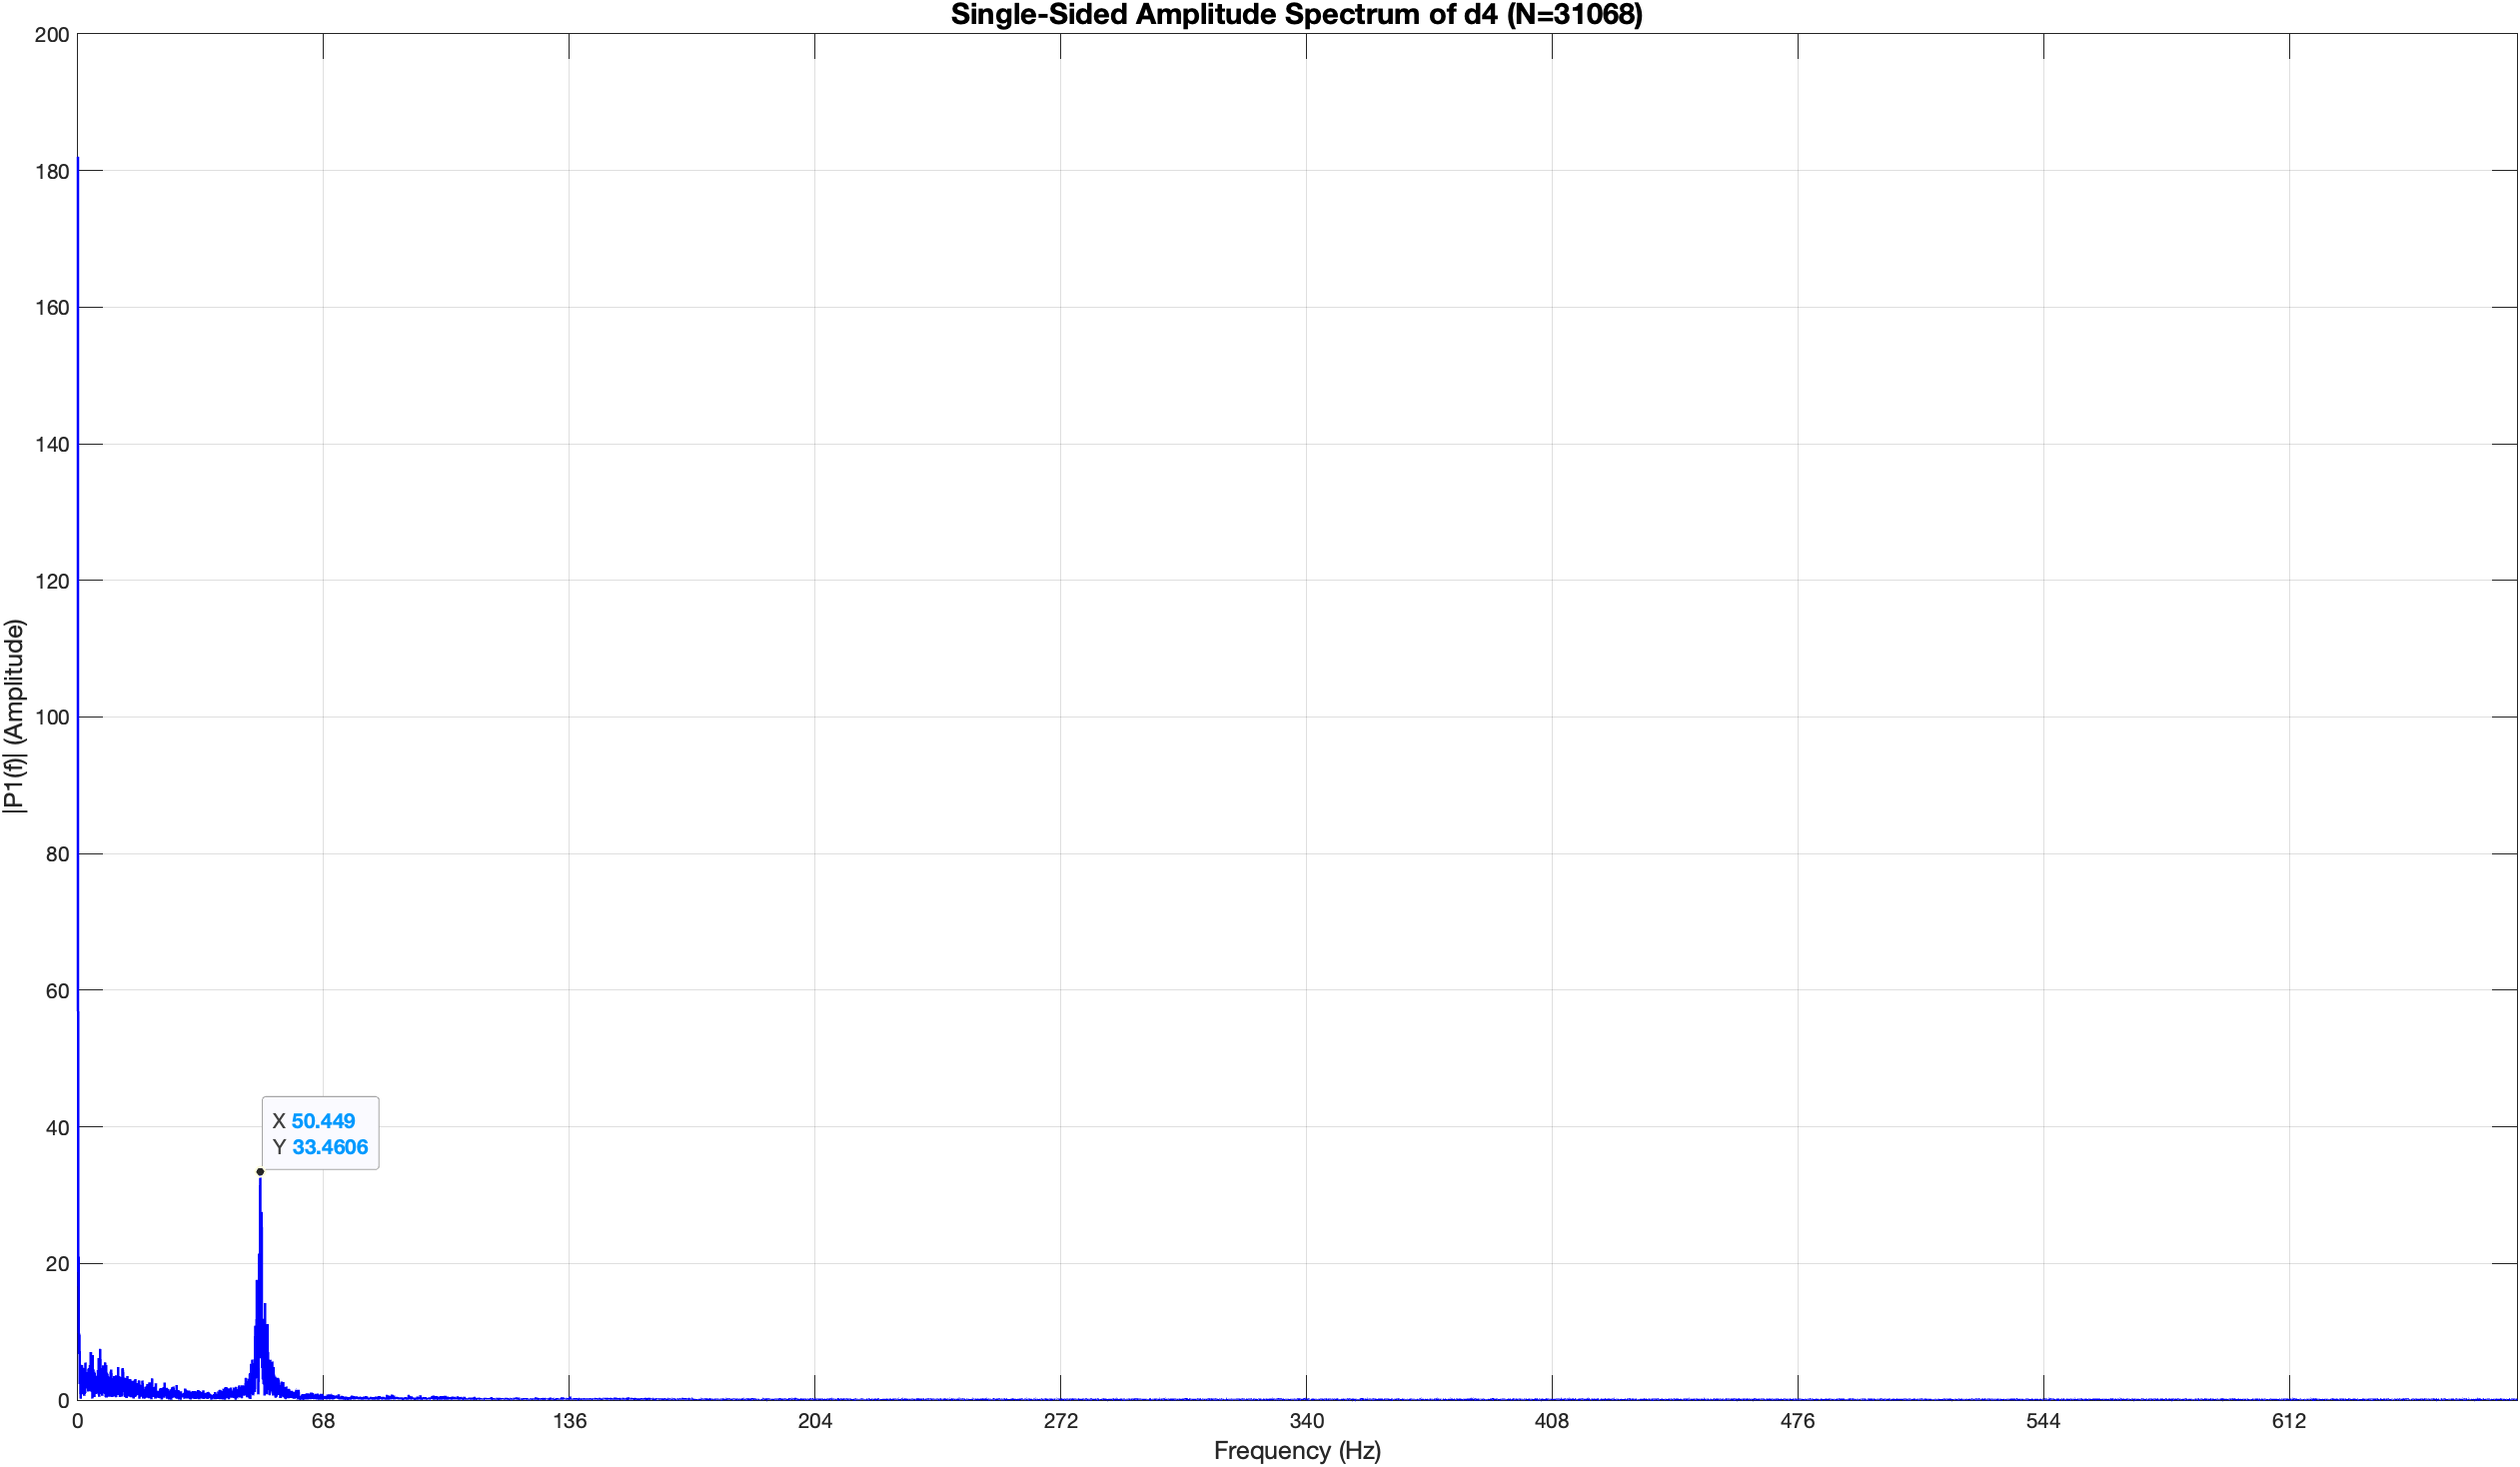 Single-Sided Amplitude Spectrum of d4 (N=31068)
200
180
160
140
120
100
80
60
40
20
0
|P1(f)| (Amplitude)
X 50.449
Y 33.4606
0 68 136 204 272 340 408 476 544 612
Frequency (Hz)